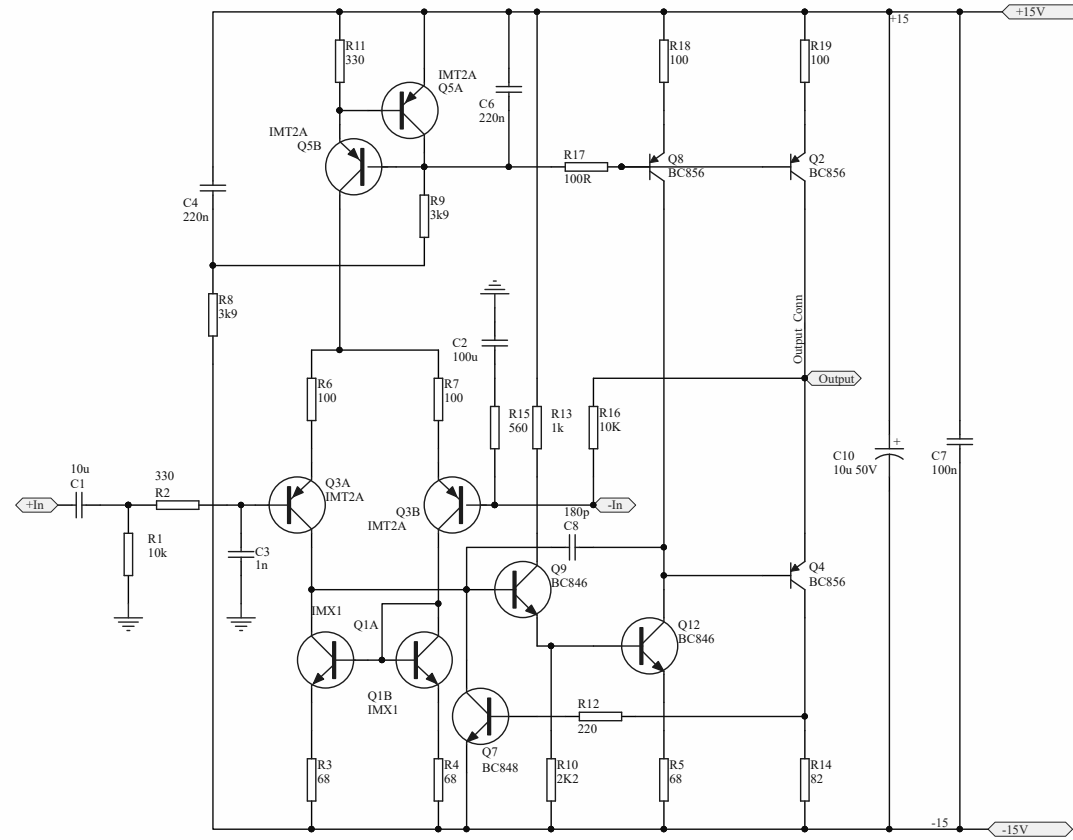 +15
+15V
R11
330
R18
100
R19
100
IMT2A
Q5A
C6
220n
IMT2A
Q5B
R17
100R
Q8
BC856
Q2
BC856
C4
220n
R9
3k9
R8
3k9
Output Conn
C2
100u
Output
R6
100
R7
100
R15
560
R13
1k
R16
10K
C10
10u 50V
+
C7
100n
10u
C1
330
R2
+In
Q3A
IMT2A
Q3B
IMT2A
-In
180p
C8
R1
10k
C3
1n
Q9
BC846
Q4
BC856
IMX1
Q1A
Q12
BC846
Q1B
IMX1
R12
220
Q7
BC848
R3
68
R4
68
R10
2K2
R5
68
R14
82
-15
-15V